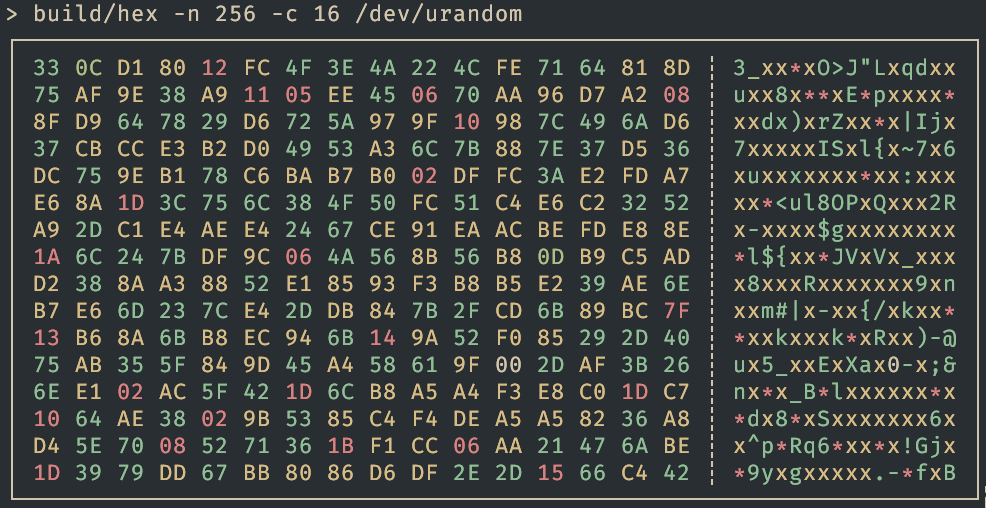 > build/hex -n 256 -c 16 /dev/urandom
33 0C D1 80 12 FC 4F 3E 4A 22 4C FE 71 64 81 8D 3_xx*xO>J"Lxqdxx
75 AF 9E 38 A9 11 05 EE 45 06 70 AA 96 D7 A2 08 uxx8x**xE*pxxxx*
8F D9 64 78 29 D6 72 5A 97 9F 10 98 7C 49 6A D6 xxdx)xrZxx*x|Ijx
37 CB CC E3 B2 D0 49 53 A3 6C 7B 88 7E 37 D5 36 7xxxxxISxl{x~7x6
DC 75 9E B1 78 C6 BA B7 B0 02 DF FC 3A E2 FD A7 xuxxxxxxx*xx:xxx
E6 8A 1D 3C 75 6C 38 4F 50 FC 51 C4 E6 C2 32 52 xx*<ul8OPxQxxx2R
A9 2D C1 E4 AE E4 24 67 CE 91 EA AC BE FD E8 8E x-xxxx$gxxxxxxxx
1A 6C 24 7B DF 9C 06 4A 56 8B 56 B8 0D B9 C5 AD *l${xx*JVxVx_xxx
D2 38 8A A3 88 52 E1 85 93 F3 B8 B5 E2 39 AE 6E x8xxxRxxxxxxx9xn
B7 E6 6D 23 7C E4 2D DB 84 7B 2F CD 6B 89 BC 7F xxm#|x-xx{/xkxx*
13 B6 8A 6B B8 EC 94 6B 14 9A 52 F0 85 29 2D 40 *xxkxxxk*xRxx)-@
75 AB 35 5F 84 9D 45 A4 58 61 9F 00 2D AF 3B 26 ux5_xxExXax0-x;&
6E E1 02 AC 5F 42 1D 6C B8 A5 A4 F3 E8 C0 1D C7 nx*x_B*lxxxxxx*x
10 64 AE 38 02 9B 53 85 C4 F4 DE A5 A5 82 36 A8 *dx8*xSxxxxxxx6x
D4 5E 70 08 52 71 36 1B F1 CC 06 AA 21 47 6A BE x^p*Rq6*xx*x!Gjx
1D 39 79 DD 67 BB 80 86 D6 DF 2E 2D 15 66 C4 42 *9yxgxxxxx.-*fxB